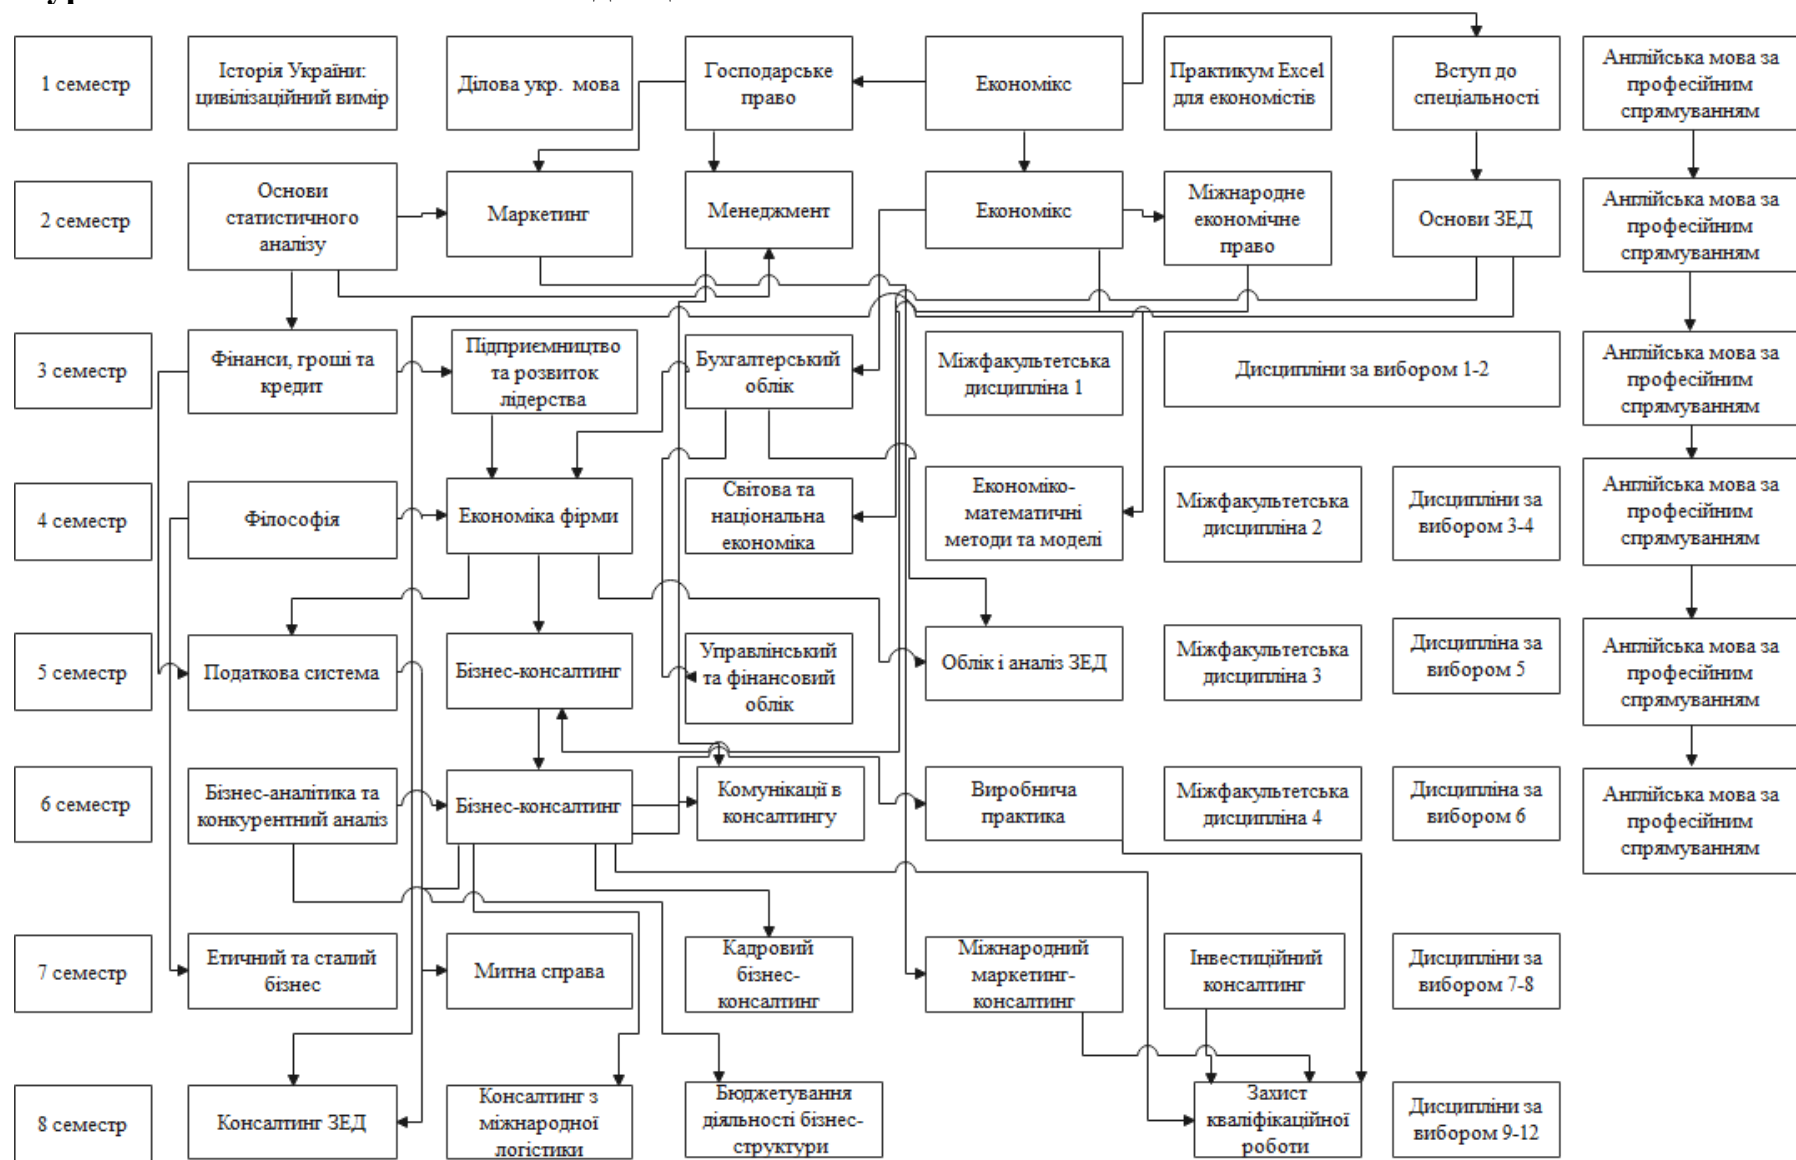 1 семестр
Історія України:
цивілізаційний вимір
Ділова укр. мова
Господарське
право
Економікс
Практикум Excel
для економістів
Вступ до
спеціальності
Англійська мова за
професійним
спрямуванням
2 семестр
Основи
статистичного
аналізу
Маркетинг
Менеджмент
Економікс
Міжнародне
економічне
право
Основи ЗЕД
Англійська мова за
професійним
спрямуванням
3 семестр
Фінанси, гроші та
кредит
Підприємництво
та розвиток
лідерства
Бухгалтерський
облік
Міжфакультетська
дисципліна 1
Дисципліни за вибором 1-2
Англійська мова за
професійним
спрямуванням
4 семестр
Філософія
Економіка фірми
Світова та
національна
економіка
Економіко-
математичні
методи та моделі
Міжфакультетська
дисципліна 2
Дисципліни за
вибором 3-4
Англійська мова за
професійним
спрямуванням
5 семестр
Податкова система
Бізнес-консалтинг
Управлінський
та фінансовий
облік
Облік і аналіз ЗЕД
Міжфакультетська
дисципліна 3
Дисципліна за
вибором 5
Англійська мова за
професійним
спрямуванням
6 семестр
Бізнес-аналітика та
конкурентний аналіз
Бізнес-консалтинг
Комунікації в
консалтингу
Виробнича
практика
Міжфакультетська
дисципліна 4
Дисципліна за
вибором 6
Англійська мова за
професійним
спрямуванням
7 семестр
Етичний та сталий
бізнес
Митна справа
Кадровий
бізнес-
консалтинг
Міжнародний
маркетинг-
консалтинг
Інвестиційний
консалтинг
Дисципліни за
вибором 7-8
8 семестр
Консалтинг ЗЕД
Консалтинг з
міжнародної
логістики
Бюджетування
діяльності бізнес-
структури
Захист
кваліфікаційної
роботи
Дисципліни за
вибором 9-12